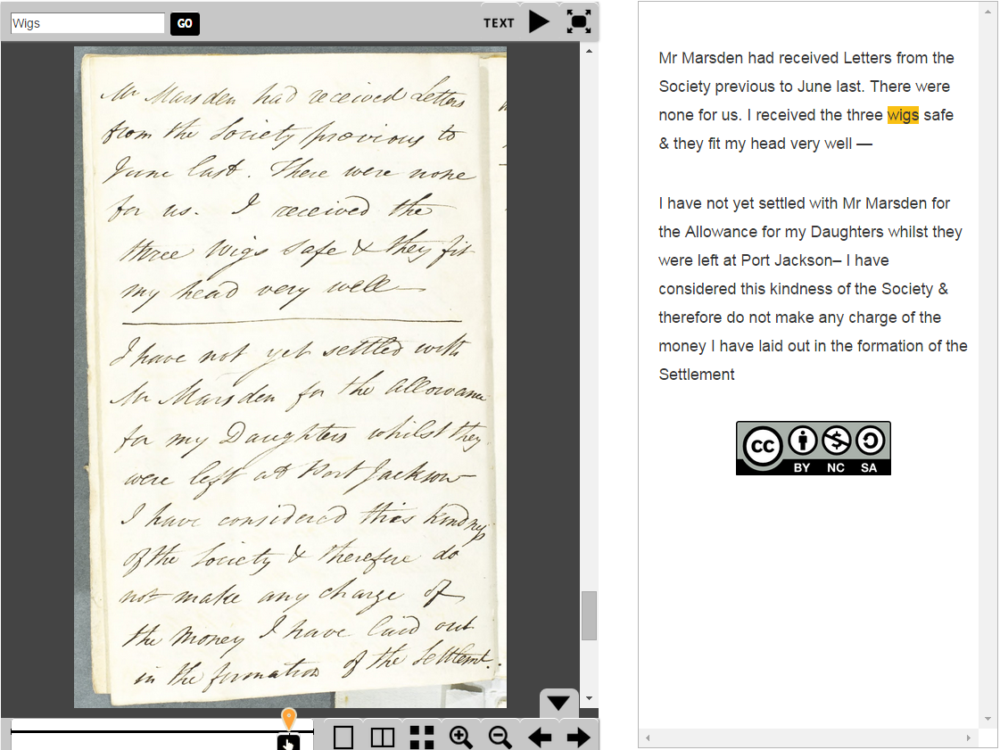 Wigs
GO
TEXT
Mr Marsden had received Letters
from the Society previous to
June last. There were none
for us. I received the
three Wigs safe & they fit
my head very well—
I have not yet settled with
Mr Marsden for the allowance
for my Daughters whilst they
were left at Port Jackson—
I have considered this kindness
of the Society & therefore do
not make any charge of
the money I have laid out
in the formation of the Settlemt.
Mr Marsden had received Letters from the
Society previous to June last. There were
none for us. I received the three wigs safe
& they fit my head very well —
I have not yet settled with Mr Marsden for
the Allowance for my Daughters whilst they
were left at Port Jackson– I have
considered this kindness of the Society &
therefore do not make any charge of the
money I have laid out in the formation of the
Settlement
cc
BY NC SA